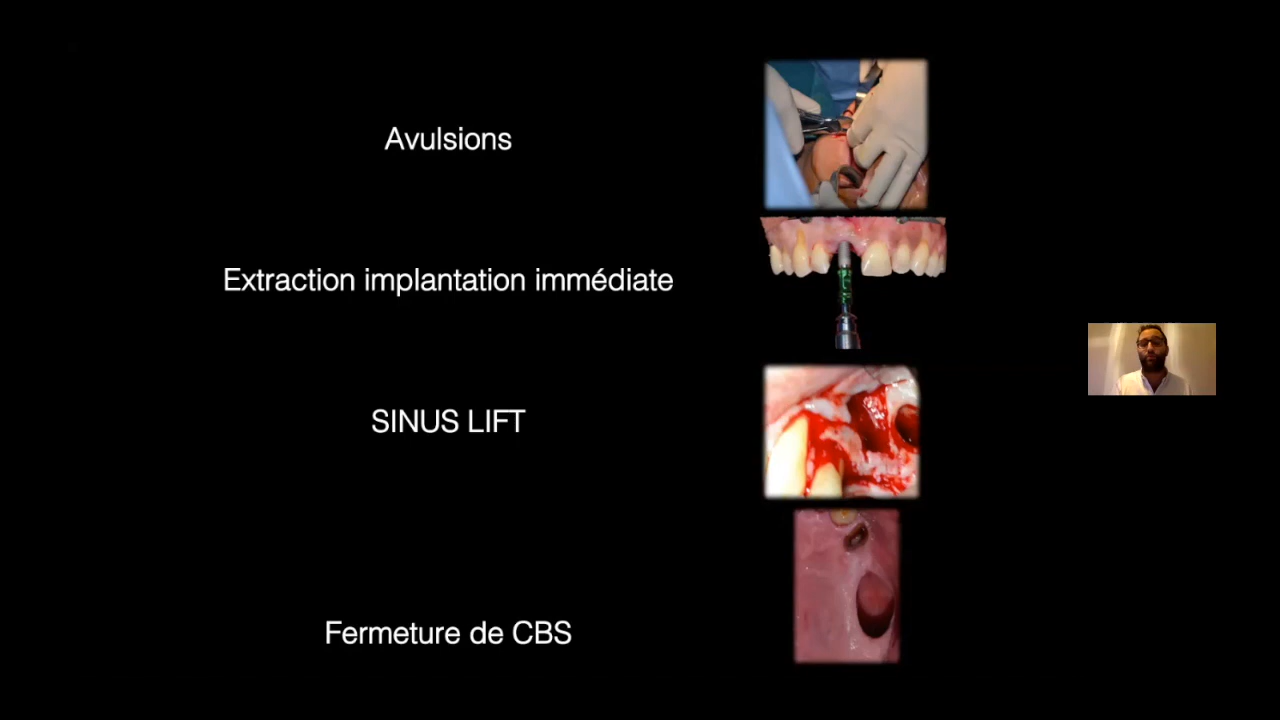 Avulsions
Extraction implantation immédiate
SINUS LIFT
Fermeture de CBS